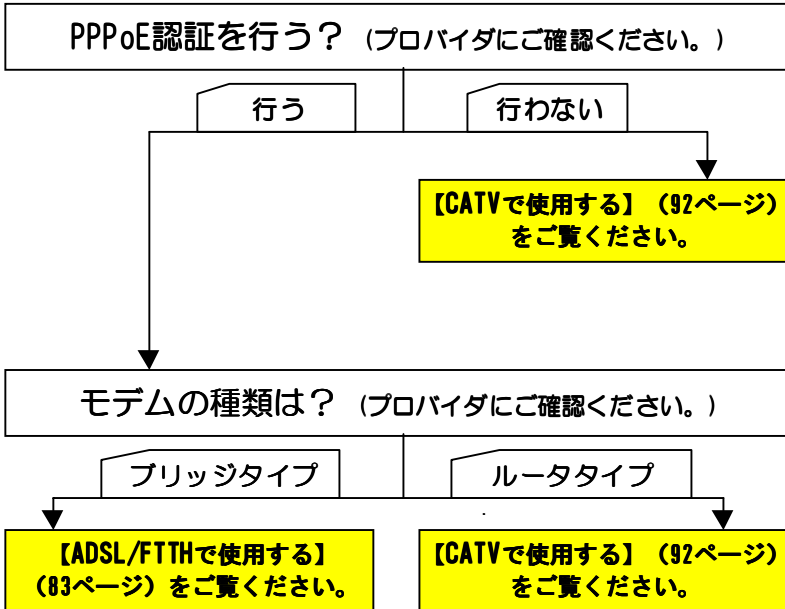 PPPoE認証を行う？ (プロバイダにご確認ください。)
行う
行わない
【CATVで使用する】（92ページ）
をご覧ください。
モデムの種類は？ (プロバイダにご確認ください。)
ブリッジタイプ
ルータタイプ
【ADSL/FTTHで使用する】
（83ページ）をご覧ください。
【CATVで使用する】（92ページ）
をご覧ください。